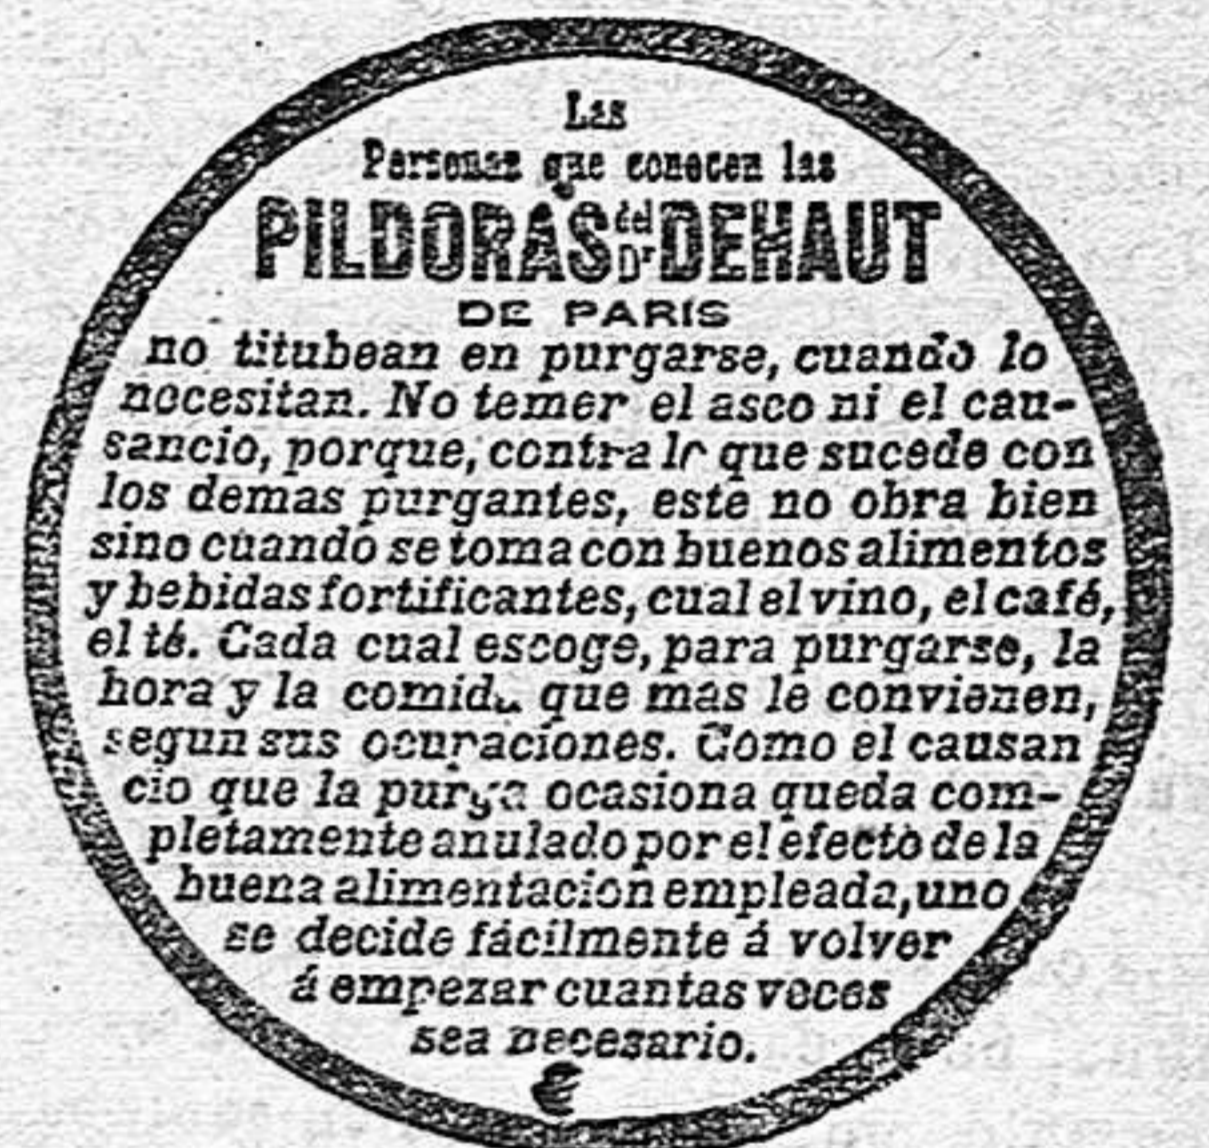 Las
Personas que conocen las
PILDORAS del Dr DEHAUT
DE PARIS
no titubean en purgarse, cuando lo
necesitan. No temer el asco ni el cau-
sancio, porque, contra lo que sucede con
los demas purgantes, este no obra bien
sino cuando se toma con buenos alimentos
y bebidas fortificantes, cual el vino, el café,
el té. Cada cual escoge, para purgarse, la
hora y la comida que mas le convienen,
segun sus ocupaciones. Como el causan
cio que la purga ocasiona queda com-
pletamente anulado por el efecto de la
buena alimentacion empleada, uno
se decide fácilmente á volver
á empezar cuantas veces
sea necesario.